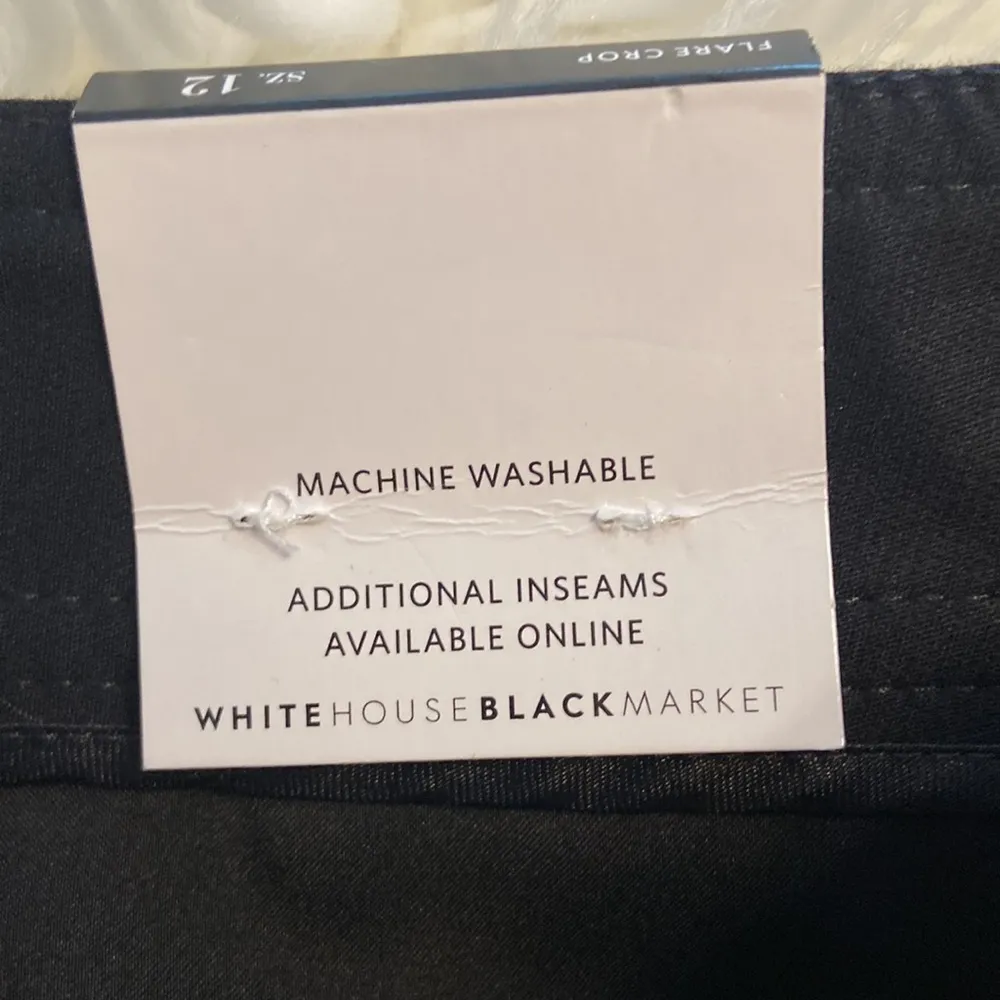 FLARE CROP
SZ. 12
MACHINE WASHABLE
ADDITIONAL INSEAMS
AVAILABLE ONLINE
WHITEHOUSEBLACKMARKET